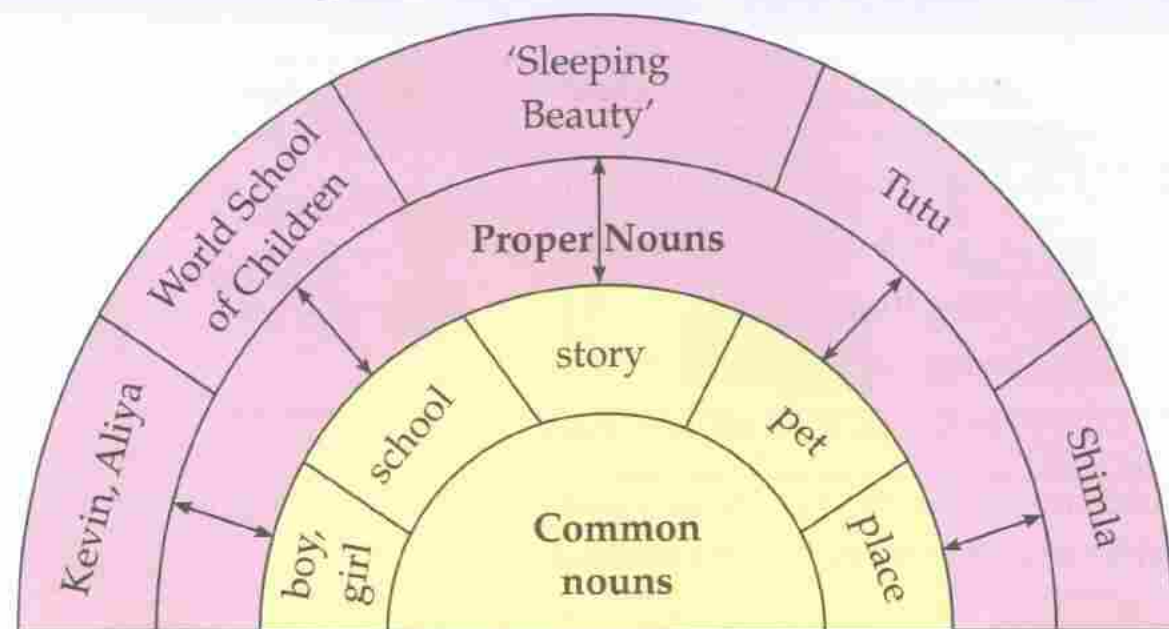 'Sleeping
Beauty'
World School
of Children
Tutu
Kevin, Aliya
Shimla
Proper Nouns
story
school
pet
boy,
girl
place
Common
nouns